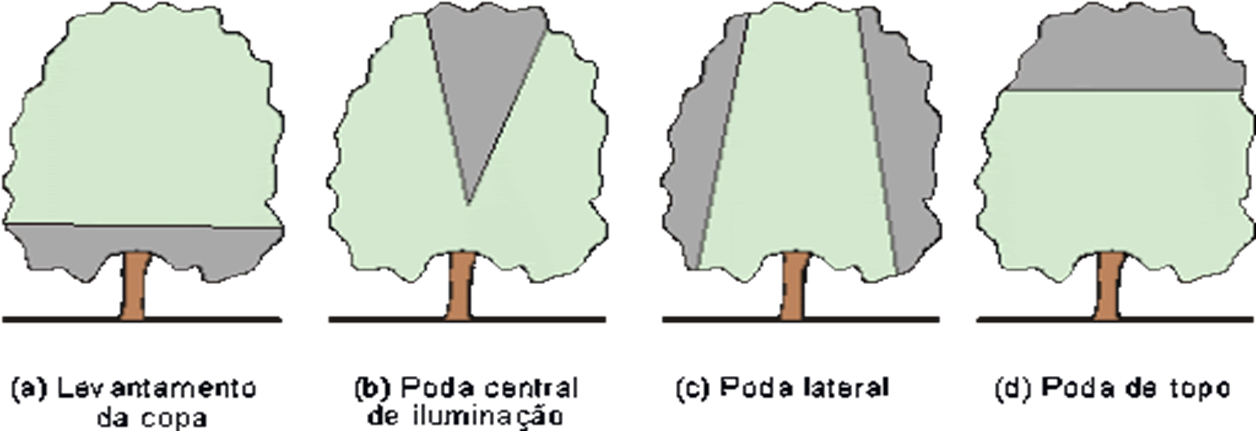 (a) Levantamento
da copa
(b) Poda central
de iluminação
(c) Poda lateral
(d) Poda de topo